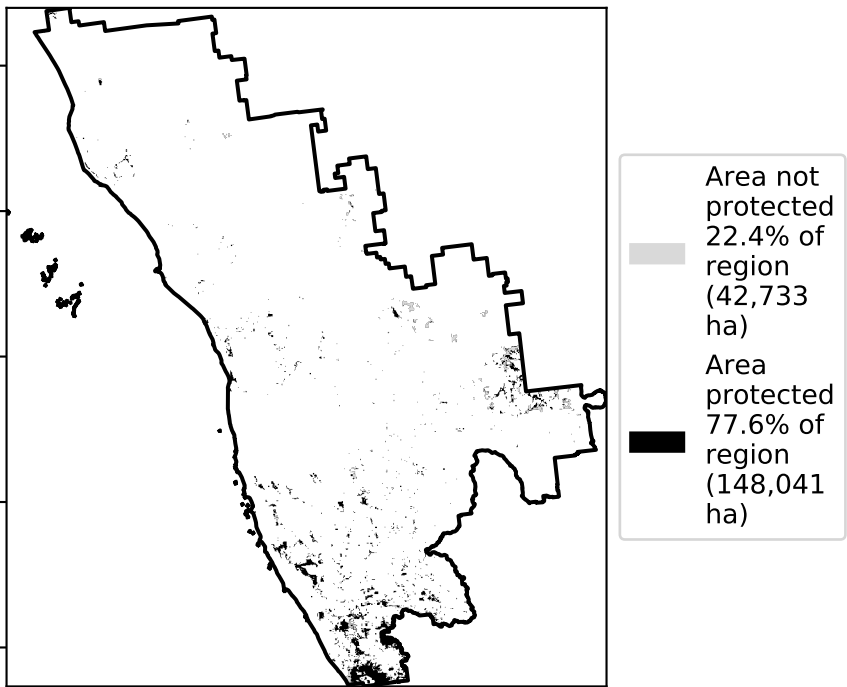 Area not
protected
22.4% of
region
(42,733
ha)
Area
protected
77.6% of
region
(148,041
ha)